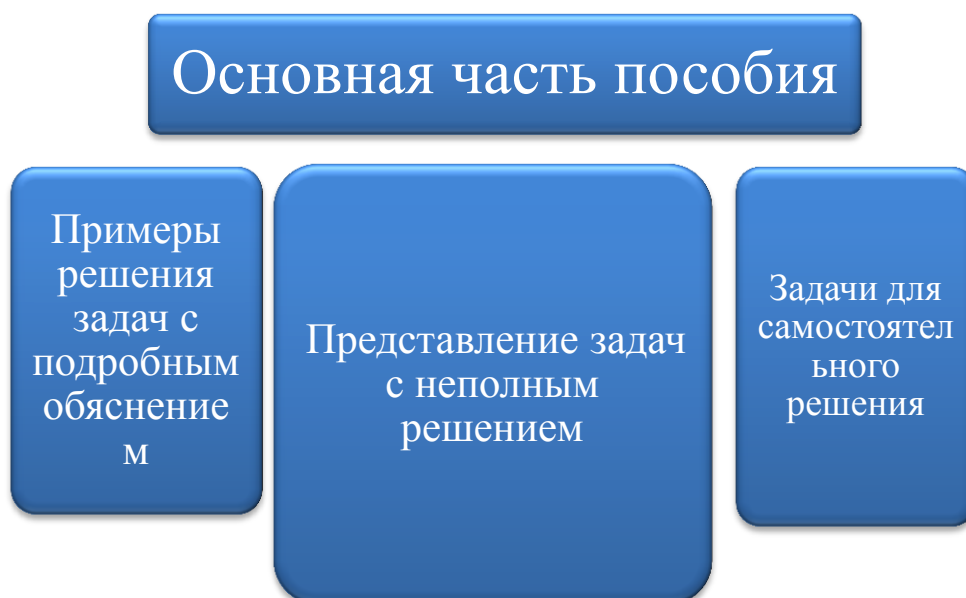 Основная часть пособия
Примеры
решения
задач с
подробным
обяснение
м
Представление задач
с неполным
решением
Задачи для
самостоятел
ьного
решения